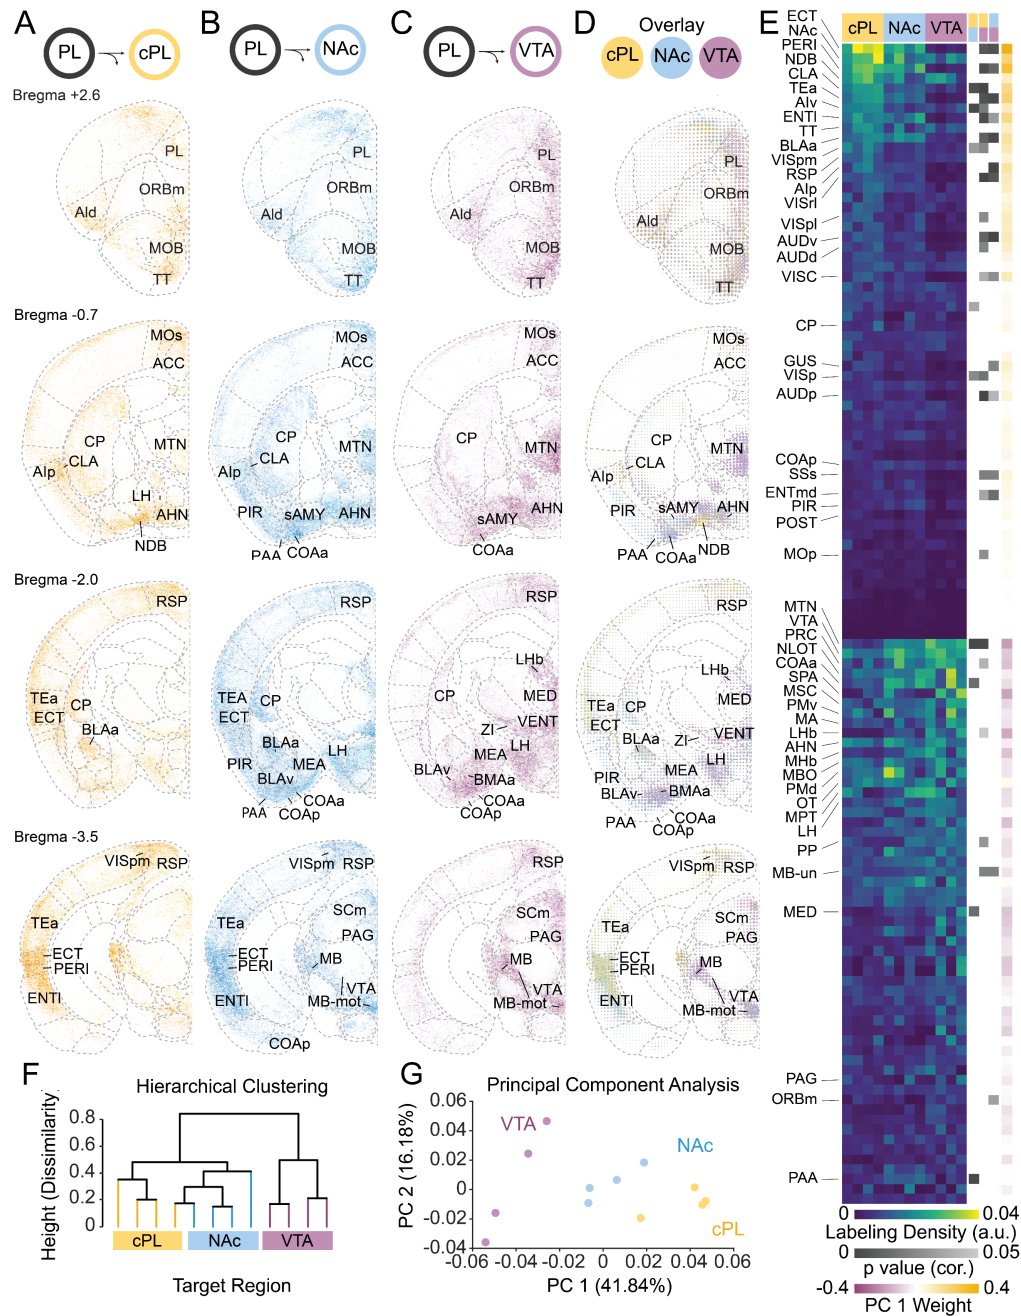 A
B
C
D
E
PL
cPL
PL
NAc
PL
VTA
Overlay
cPL
NAc
VTA
Bregma +2.6
PL
ORBm
AId
MOB
TT
PL
ORBm
AId
MOB
TT
PL
ORBm
AId
MOB
TT
PL
ORBm
AId
MOB
TT
Bregma -0.7
MOs
ACC
CP
MTN
AIp
CLA
LH
AHN
NDB
MOs
ACC
CP
MTN
AIp
CLA
PIR
sAMY
AHN
PAA
COAa
MOs
ACC
CP
MTN
sAMY
AHN
COAa
MOs
ACC
CP
MTN
AIp
CLA
PIR
sAMY
AHN
PAA
COAa
NDB
Bregma -2.0
RSP
TEa
CP
ECT
BLAa
RSP
TEA
CP
ECT
BLAa
LH
PIR
MEA
BLAv
PAA
COAa
COAp
RSP
LHb
CP
MED
ZI
VENT
MEA
LH
BLAv
BMAa
COAa
COAp
RSP
LHb
MED
TEa
CP
ECT
ZI
VENT
BLAa
LH
PIR
MEA
BLAv
BMAa
PAA
COAa
COAp
Bregma -3.5
VISpm
RSP
TEa
ECT
PERI
ENTI
VISpm
RSP
TEa
SCm
PAG
ECT
PERI
MB
ENTI
VTA
MB-mot
COAp
RSP
SCm
PAG
MB
VTA
MB-mot
VISpm
RSP
TEa
SCm
PAG
ECT
PERI
MB
ENTI
VTA
MB-mot
cPL
NAc
VTA
ECT
NAc
PERI
NDB
CLA
TEa
AIv
ENTI
TT
BLAa
VISpm
RSP
AIp
VISrl
VISpl
AUDv
AUDd
VISC
CP
GUS
VISp
AUDp
COAp
SSs
ENTmd
PIR
POST
MOp
MTN
VTA
PRC
NLOT
COAa
SPA
MSC
PMv
MA
LHb
AHN
MHb
MBO
PMd
OT
MPT
LH
PP
MB-un
MED
PAG
ORBm
PAA
0
0.04
Labeling Density (a.u.)
0
0.05
p value (cor.)
-0.4
0.4
PC 1 Weight
F
Hierarchical Clustering
Height (Dissimilarity
0.8
0.6
0.4
0.2
0
cPL
NAc
VTA
Target Region
G
Principal Component Analysis
PC 2 (16.18%)
0.06
0.04
0.02
0
-0.02
-0.04
VTA
NAc
cPL
-0.06
-0.04
-0.02
0
0.02
0.04
0.06
PC 1 (41.84%)